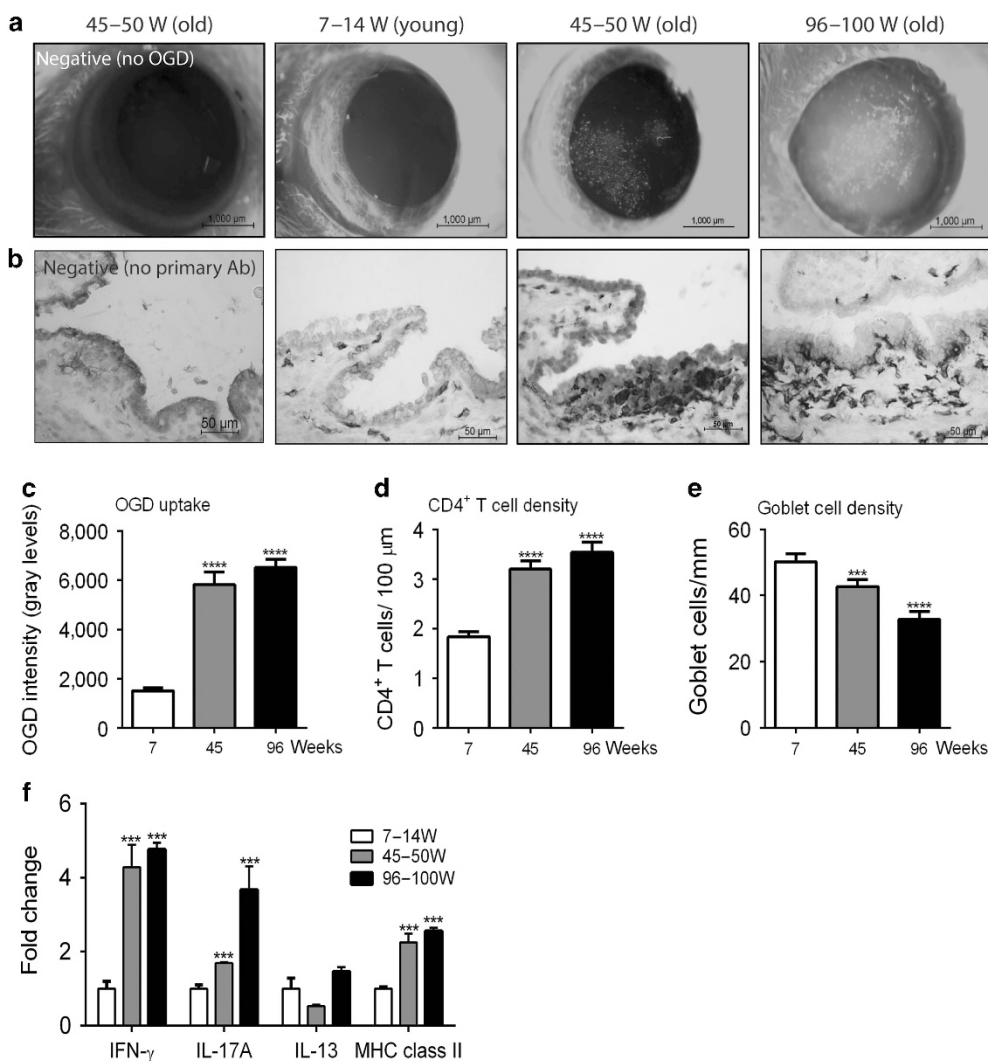 a
45–50 W (old)
7–14 W (young)
45–50 W (old)
96–100 W (old)
Negative (no OGD)
1,000 µm
1,000 µm
1,000 µm
1,000 µm
b
Negative (no primary Ab)
50 µm
50 µm
50 µm
50 µm
c
OGD uptake
OGD intensity (gray levels)
8,000
6,000
4,000
2,000
0
****
****
7
45
96 Weeks
d
CD4⁺ T cell density
CD4⁺ T cells/ 100 µm
4
3
2
1
0
****
****
7
45
96 Weeks
e
Goblet cell density
Goblet cells/mm
60
40
20
0
***
****
7
45
96 Weeks
f
Fold change
6
4
2
0
***
***
***
***
***
***
7–14W
45–50W
96–100W
IFN-γ
IL-17A
IL-13
MHC class II